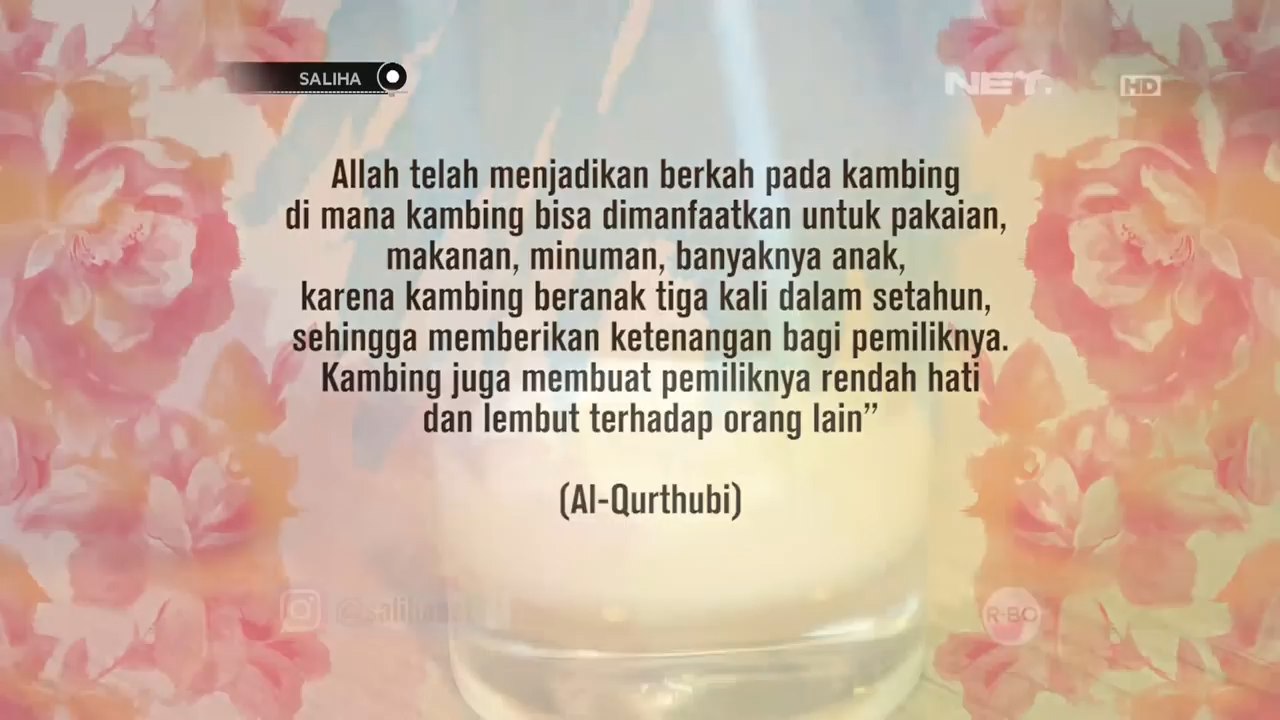 SALIHA
NET.
HD
Allah telah menjadikan berkah pada kambing
di mana kambing bisa dimanfaatkan untuk pakaian,
makanan, minuman, banyaknya anak,
karena kambing beranak tiga kali dalam setahun,
sehingga memberikan ketenangan bagi pemiliknya.
Kambing juga membuat pemiliknya rendah hati
dan lembut terhadap orang lain”
(Al-Qurthubi)
R-BO